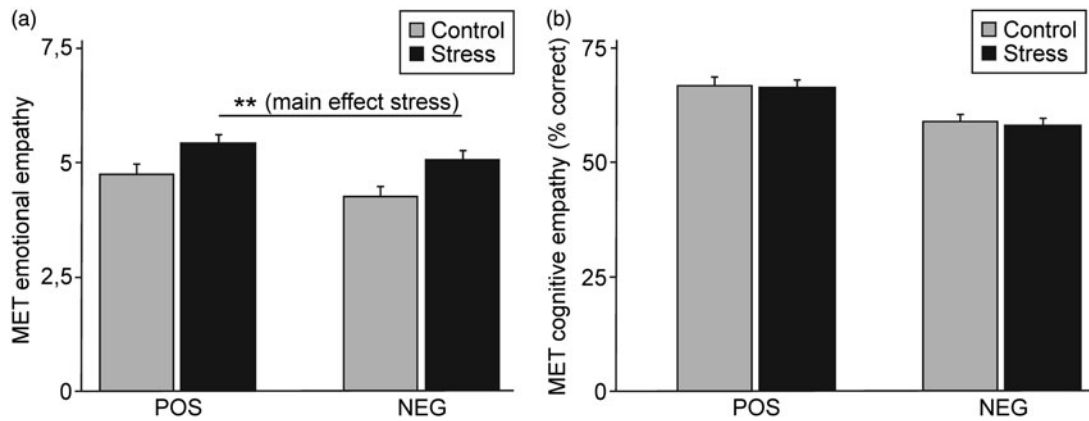 (a)
MET emotional empathy
7,5
5
2,5
0
Control
Stress
** (main effect stress)
POS
NEG
(b)
MET cognitive empathy (% correct)
75
50
25
0
Control
Stress
POS
NEG